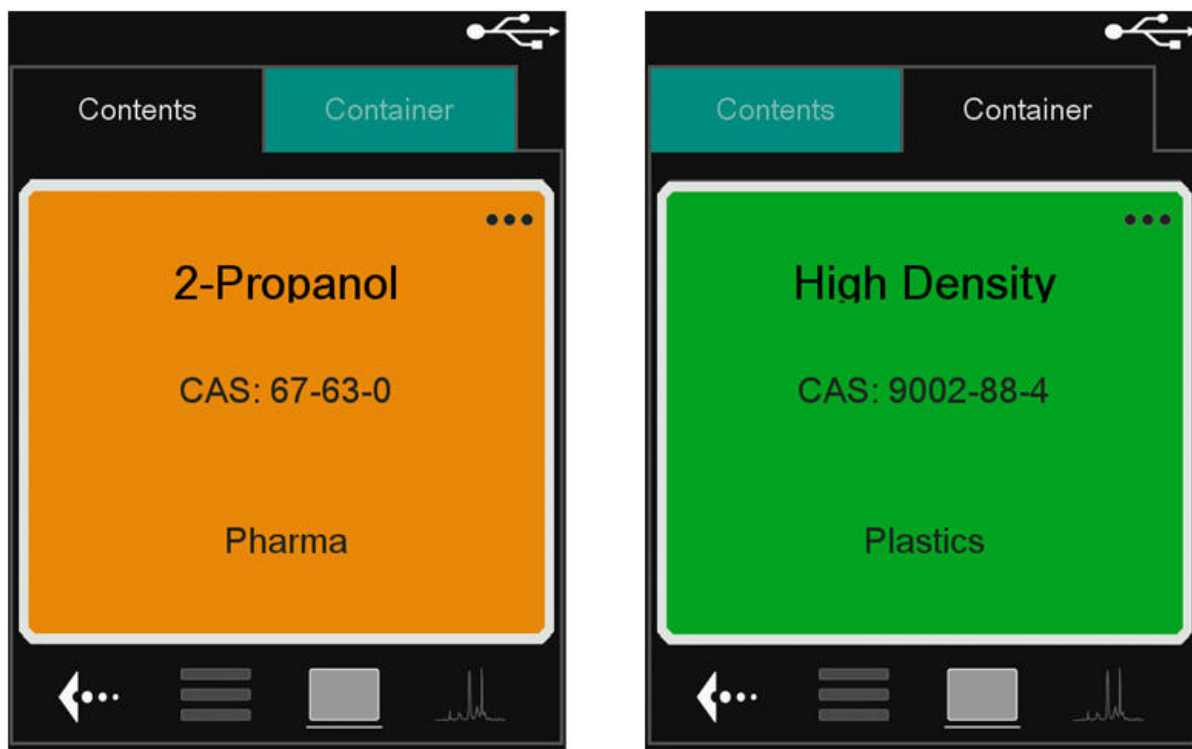 Contents
Container
2-Propanol
CAS: 67-63-0
Pharma
Contents
Container
High Density
CAS: 9002-88-4
Plastics